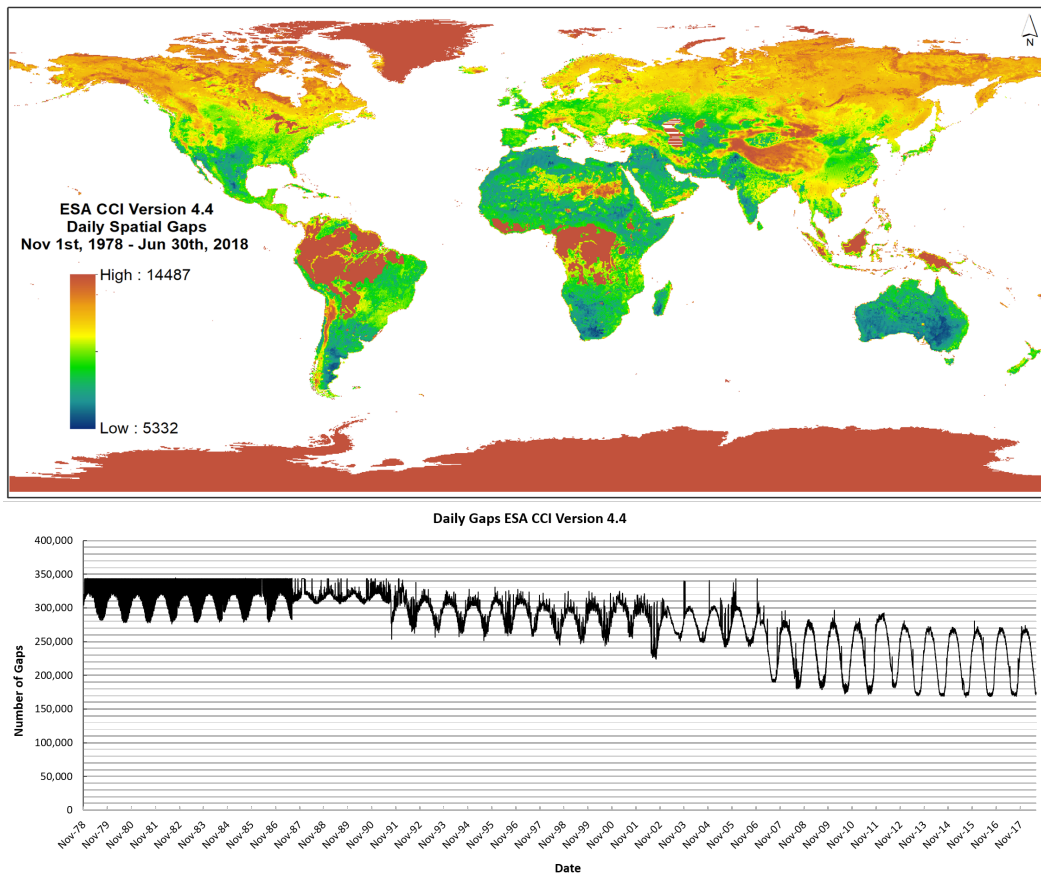 N
ESA CCI Version 4.4
Daily Spatial Gaps
Nov 1st, 1978 - Jun 30th, 2018
High : 14487
Low : 5332
Daily Gaps ESA CCI Version 4.4
400,000
350,000
300,000
250,000
200,000
150,000
100,000
50,000
0
Number of Gaps
Nov-78
Nov-79
Nov-80
Nov-81
Nov-82
Nov-83
Nov-84
Nov-85
Nov-86
Nov-87
Nov-88
Nov-89
Nov-90
Nov-91
Nov-92
Nov-93
Nov-94
Nov-95
Nov-96
Nov-97
Nov-98
Nov-99
Nov-00
Nov-01
Nov-02
Nov-03
Nov-04
Nov-05
Nov-06
Nov-07
Nov-08
Nov-09
Nov-10
Nov-11
Nov-12
Nov-13
Nov-14
Nov-15
Nov-16
Nov-17
Date